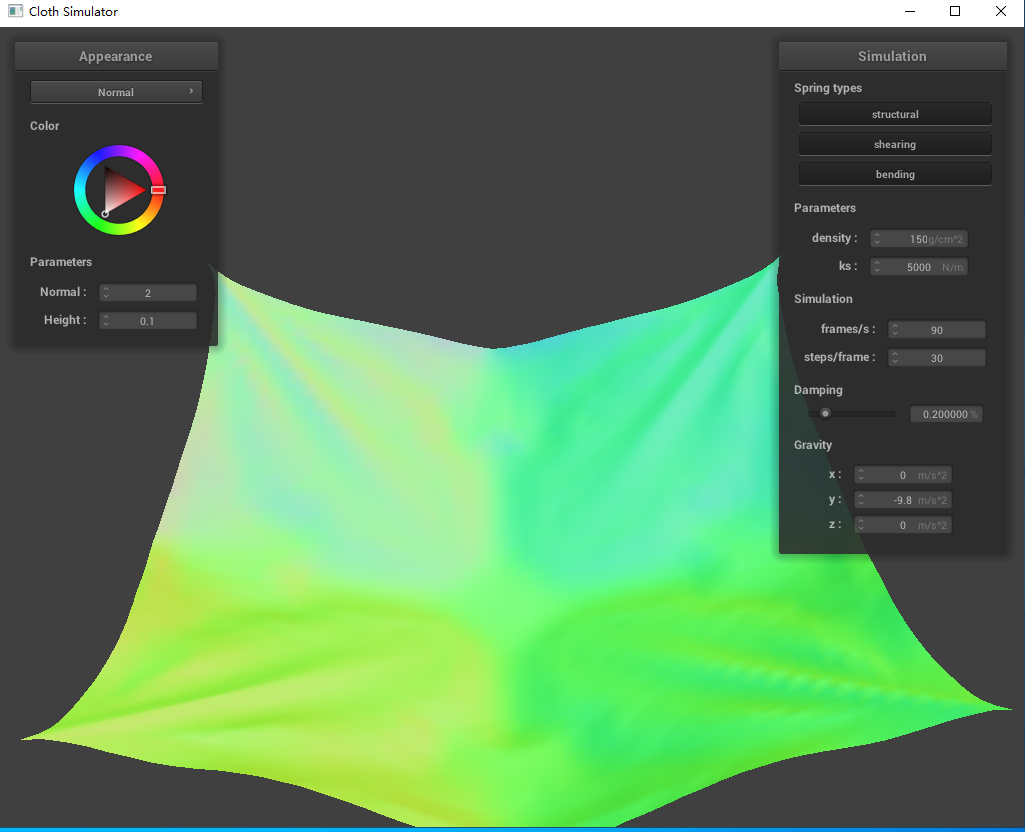 Cloth Simulator
Appearance
Normal
Color
Parameters
Normal : 2
Height : 0.1
Simulation
Spring types
structural
shearing
bending
Parameters
density : 150g/cm^2
ks : 5000 N/m
Simulation
frames/s : 90
steps/frame : 30
Damping
0.200000 %
Gravity
x : 0 m/s^2
y : -9.8 m/s^2
z : 0 m/s^2